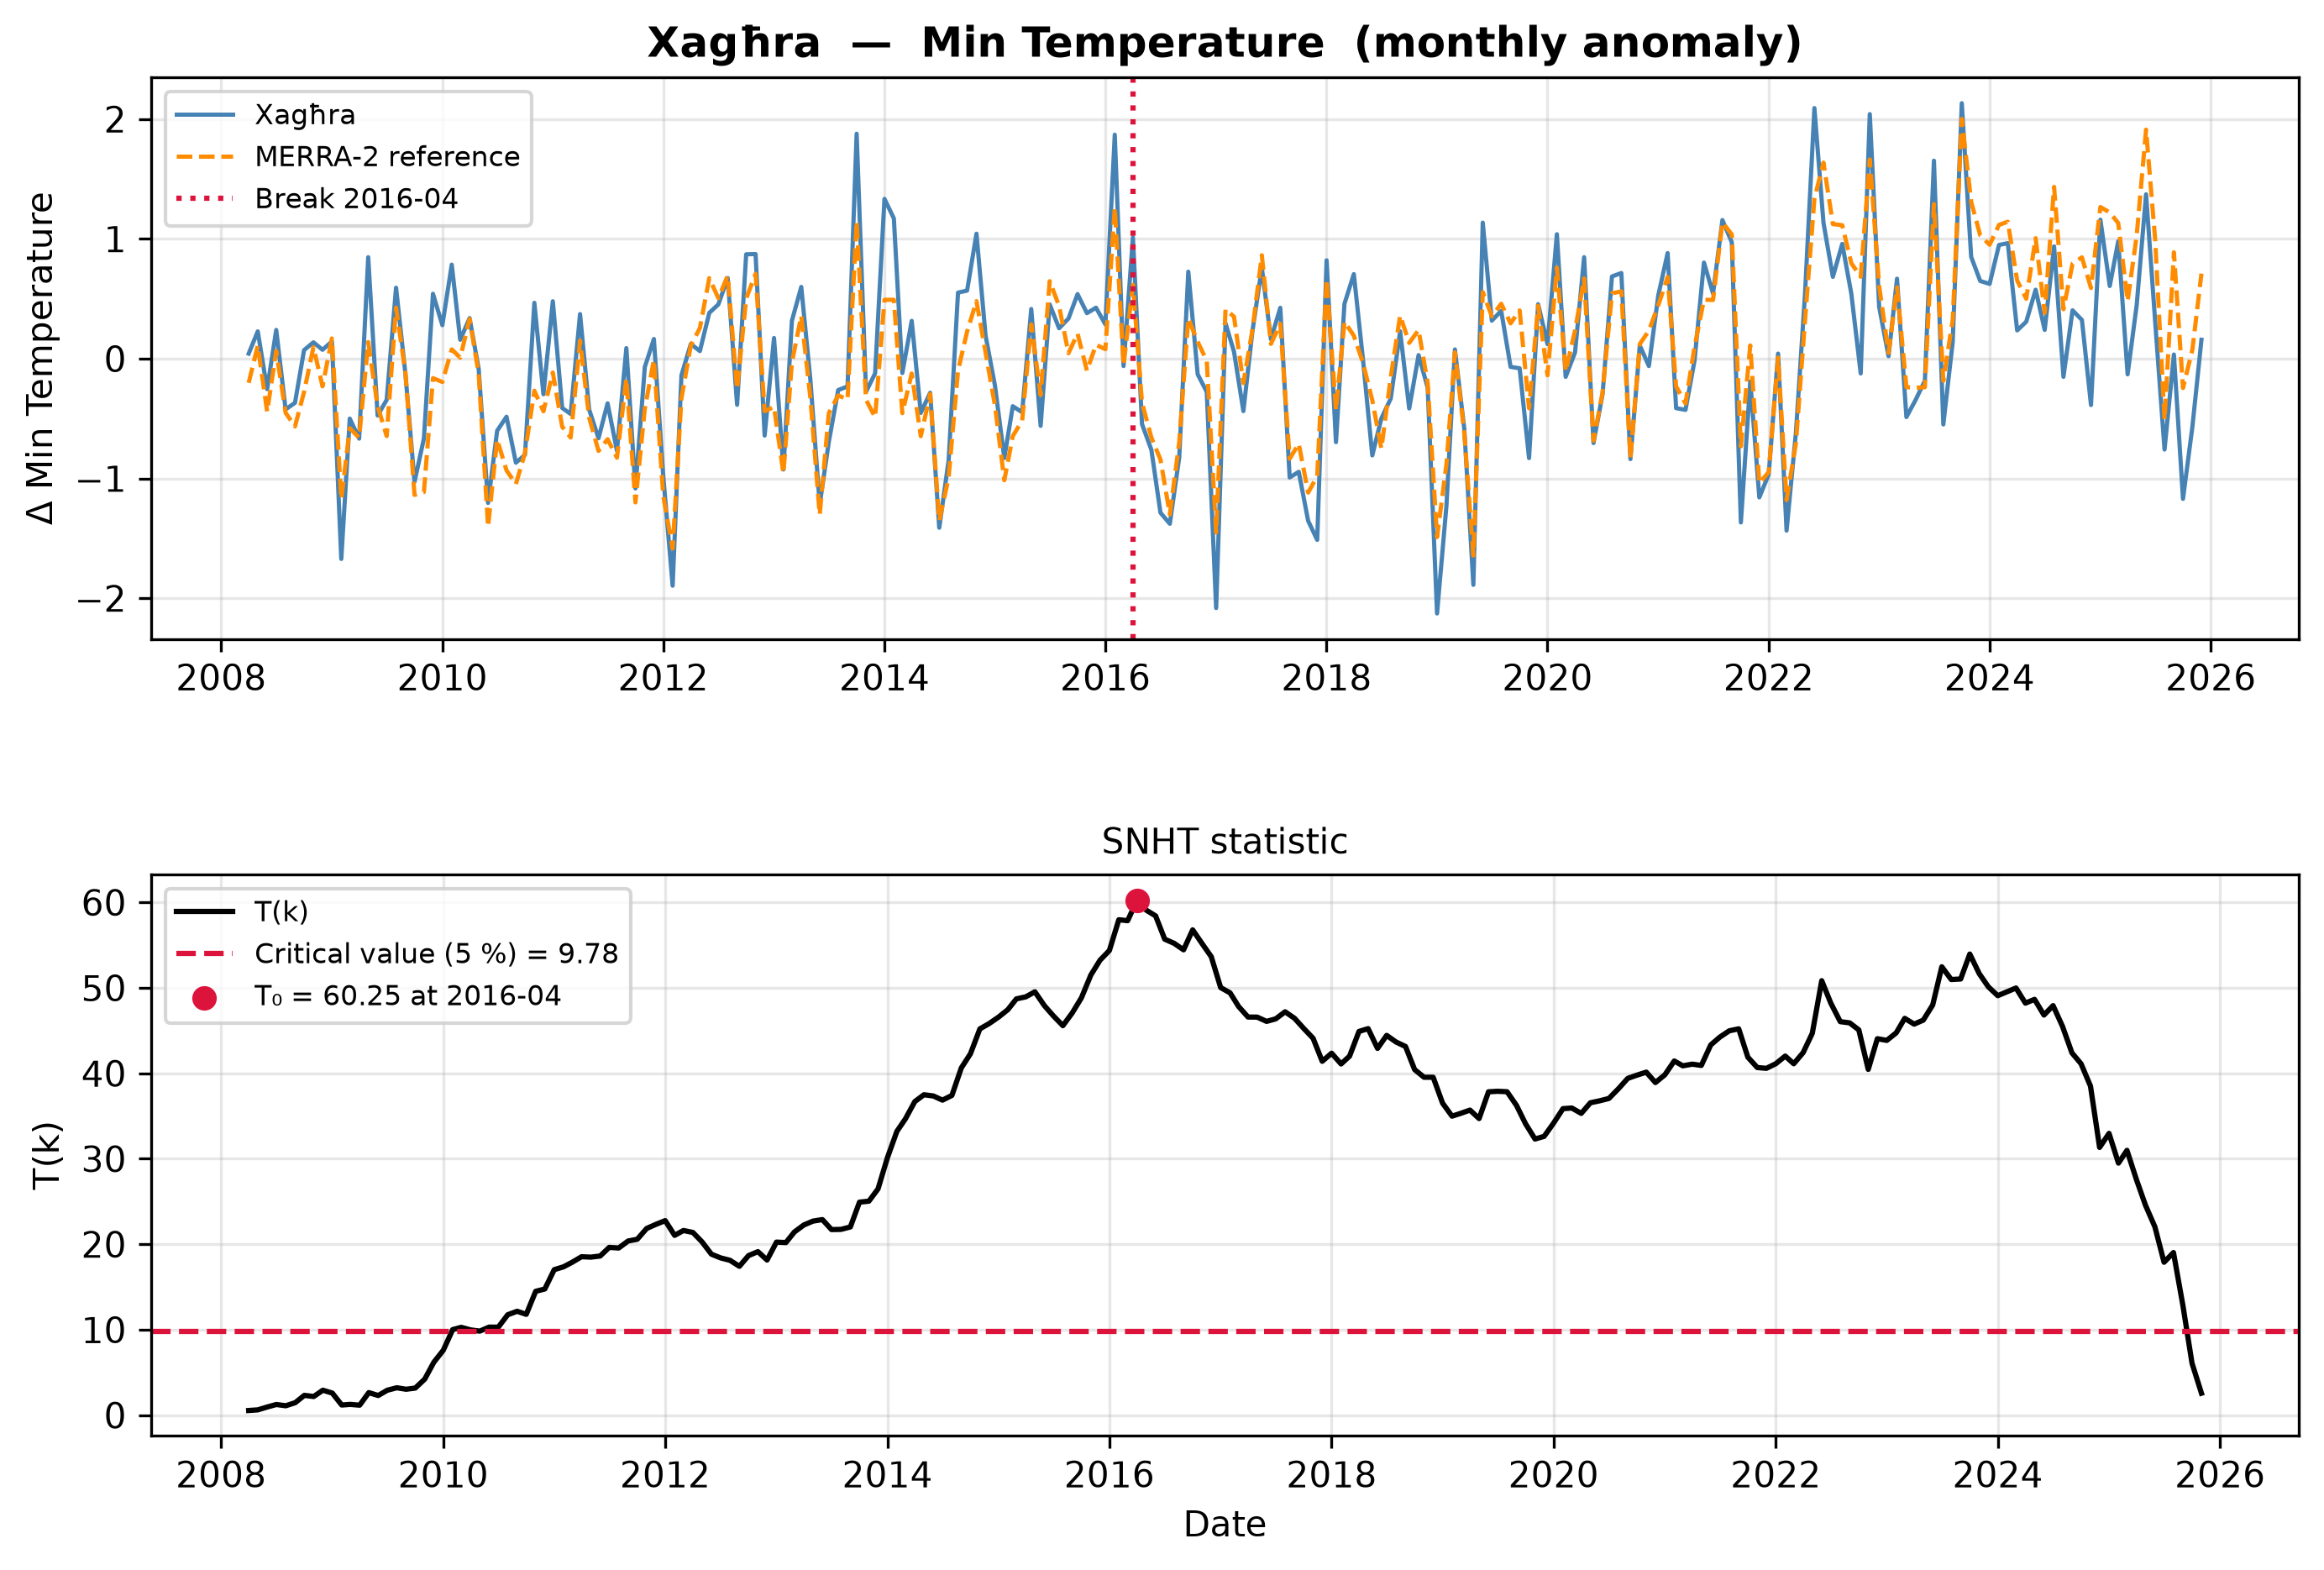 Xagħra — Min Temperature (monthly anomaly)
Δ Min Temperature
2
1
0
−1
−2
Xagħra
MERRA-2 reference
Break 2016-04
2008 2010 2012 2014 2016 2018 2020 2022 2024 2026
SNHT statistic
T(k)
60
50
40
30
20
10
0
T(k)
Critical value (5 %) = 9.78
T₀ = 60.25 at 2016-04
2008 2010 2012 2014 2016 2018 2020 2022 2024 2026
Date